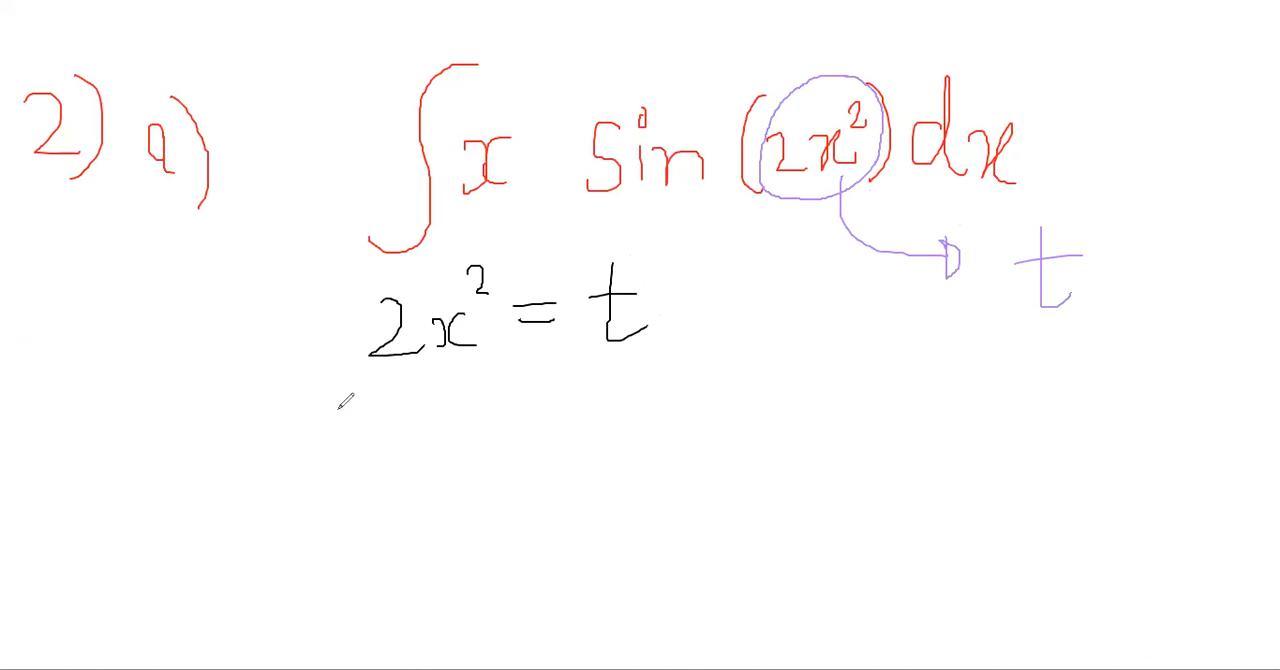 2) a) ∫ x sin (2x²) dx
t
2x² = t